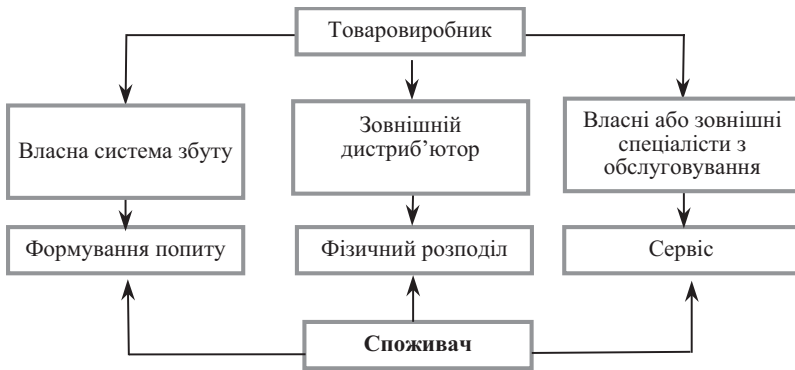 Товаровиробник
Власна система збуту
Зовнішній
дистриб’ютор
Власні або зовнішні
спеціалісти з
обслуговування
Формування попиту
Фізичний розподіл
Сервіс
Споживач